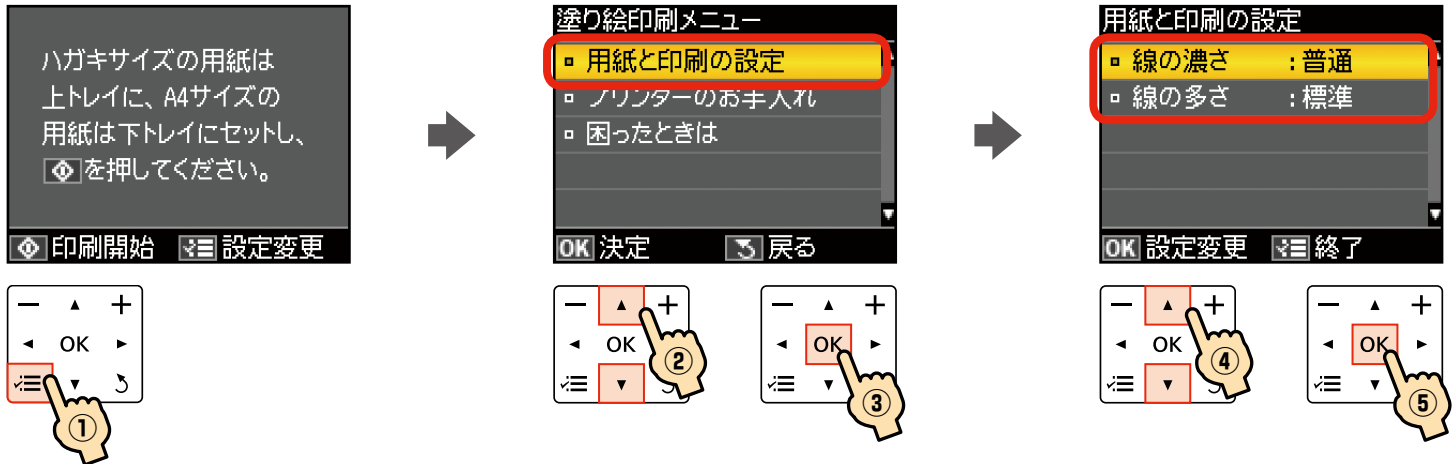 ハガキサイズの用紙は
上トレイに、A4サイズの
用紙は下トレイにセットし、
を押してください。
印刷開始 設定変更
- +
OK
①
塗り絵印刷メニュー
用紙と印刷の設定
プリンターのお手入れ
困ったときは
OK 決定 戻る
- +
OK
②
- +
OK
③
用紙と印刷の設定
線の濃さ :普通
線の多さ :標準
OK 設定変更 終了
- +
OK
④
- +
OK
⑤